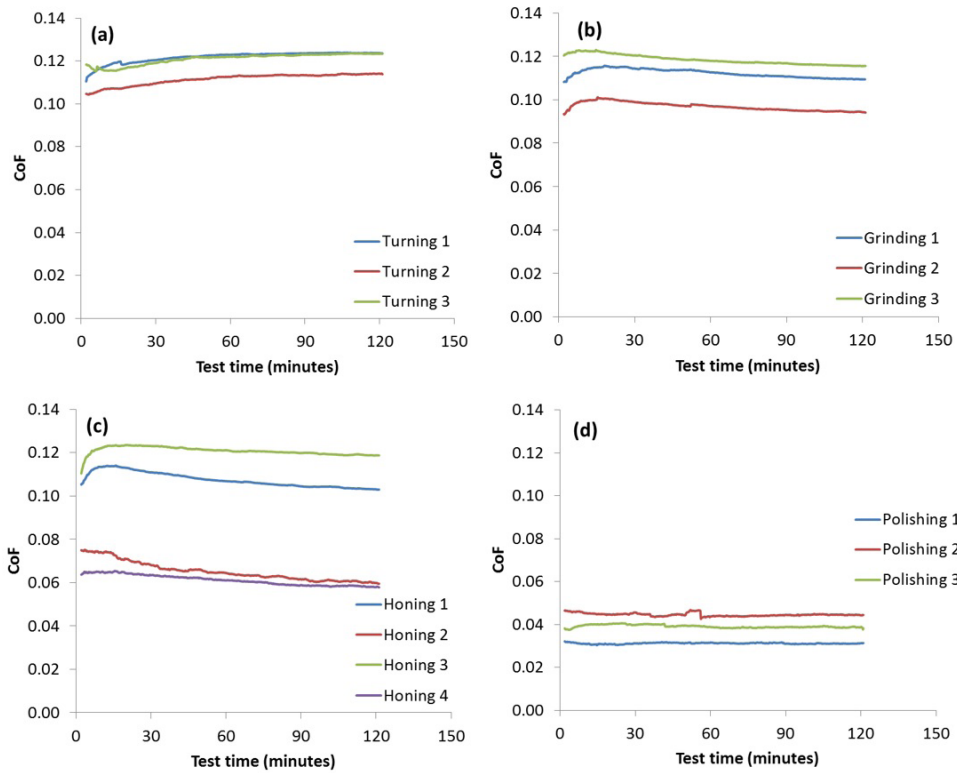 (a)
CoF
0.14
0.12
0.10
0.08
0.06
0.04
0.02
0.00
0 30 60 90 120 150
Test time (minutes)
Turning 1
Turning 2
Turning 3
(b)
CoF
0.14
0.12
0.10
0.08
0.06
0.04
0.02
0.00
0 30 60 90 120 150
Test time (minutes)
Grinding 1
Grinding 2
Grinding 3
(c)
CoF
0.14
0.12
0.10
0.08
0.06
0.04
0.02
0.00
0 30 60 90 120 150
Test time (minutes)
Honing 1
Honing 2
Honing 3
Honing 4
(d)
CoF
0.14
0.12
0.10
0.08
0.06
0.04
0.02
0.00
0 30 60 90 120 150
Test time (minutes)
Polishing 1
Polishing 2
Polishing 3